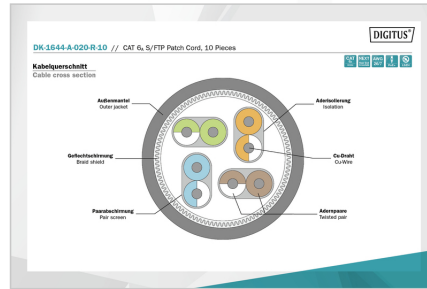 DIGITUS®
DK-1644-A-020-R-10 // CAT 6A S/FTP Patch Cord, 10 Pieces
Kabelquerschnitt
Cable cross section
Außenmantel
Outer jacket
Aderisolierung
Isolation
Geflechtschirmung
Braid shield
Cu-Draht
Cu-Wire
Paarabschirmung
Pair screen
Adernpaare
Twisted pair